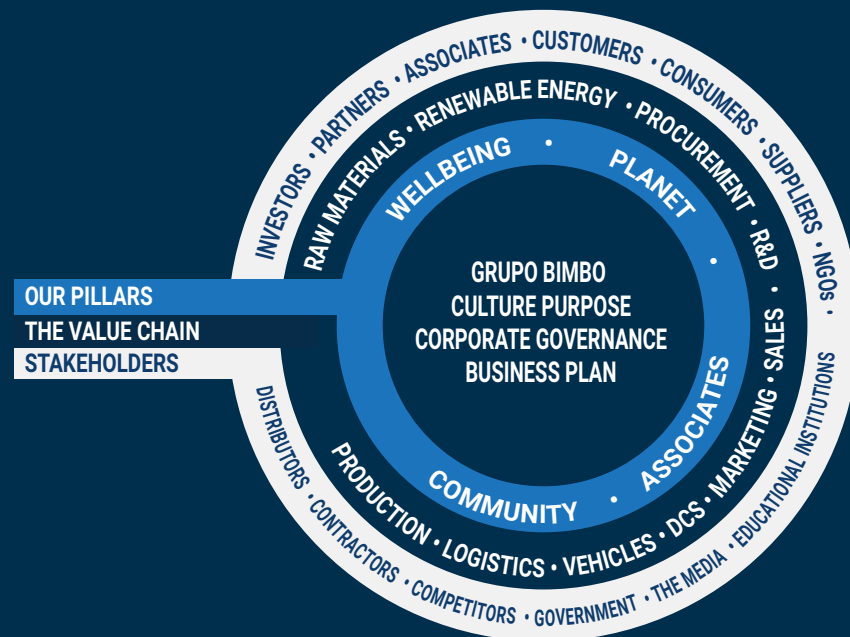 INVESTORS • PARTNERS • ASSOCIATES • CUSTOMERS • CONSUMERS • SUPPLIERS • NGOs •
RAW MATERIALS • RENEWABLE ENERGY • PROCUREMENT • R&D •
WELLBEING • PLANET •
GRUPO BIMBO
CULTURE PURPOSE
CORPORATE GOVERNANCE
BUSINESS PLAN
OUR PILLARS
THE VALUE CHAIN
STAKEHOLDERS
COMMUNITY • ASSOCIATES
PRODUCTION • LOGISTICS • VEHICLES • DCS • MARKETING • SALES
DISTRIBUTORS • CONTRACTORS • COMPETITORS • GOVERNMENT • THE MEDIA • EDUCATIONAL INSTITUTIONS